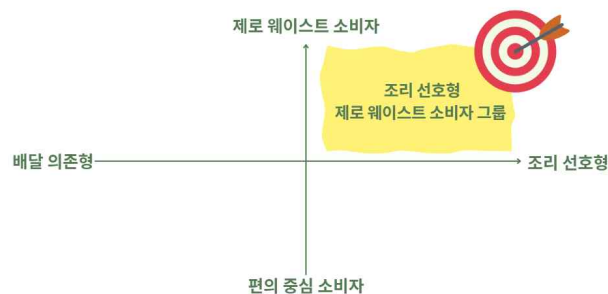 제로 웨이스트 소비자
조리 선호형
제로 웨이스트 소비자 그룹
배달 의존형
조리 선호형
편의 중심 소비자